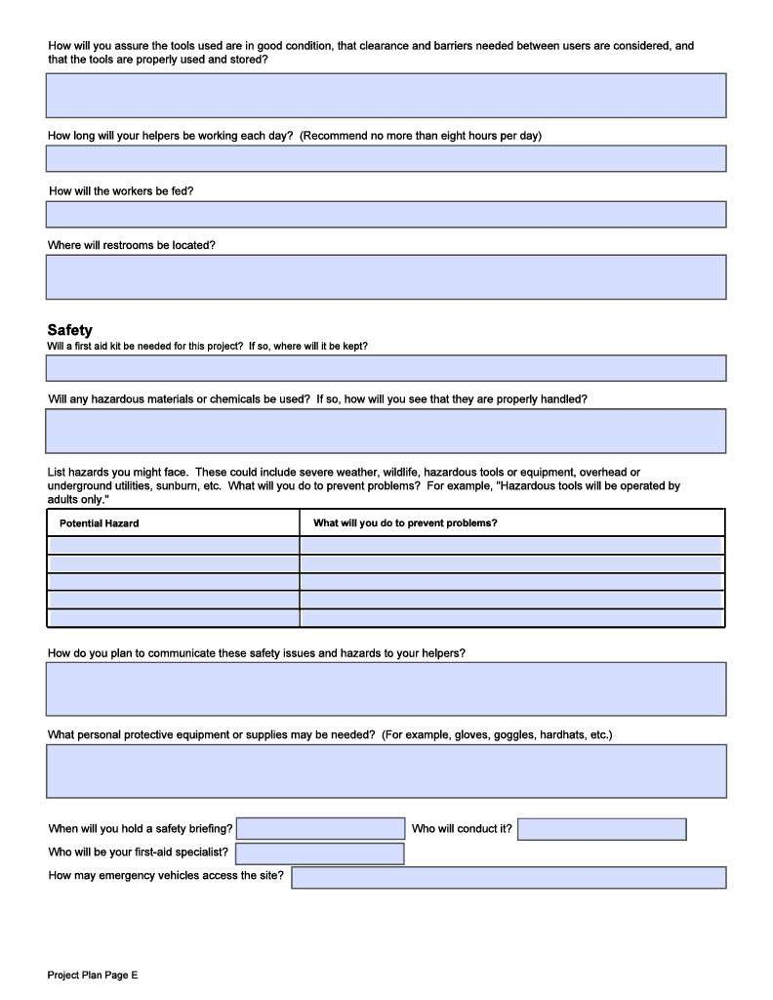 How will you assure the tools used are in good condition, that clearance and barriers needed between users are considered, and
that the tools are properly used and stored?
How long will your helpers be working each day?  (Recommend no more than eight hours per day)
How will the workers be fed?
Where will restrooms be located?
Safety
Will a first aid kit be needed for this project?  If so, where will it be kept?
Will any hazardous materials or chemicals be used?  If so, how will you see that they are properly handled?
List hazards you might face.  These could include severe weather, wildlife, hazardous tools or equipment, overhead or
underground utilities, sunburn, etc.  What will you do to prevent problems?  For example, "Hazardous tools will be operated by
adults only."
Potential Hazard What will you do to prevent problems?
How do you plan to communicate these safety issues and hazards to your helpers?
What personal protective equipment or supplies may be needed?  (For example, gloves, goggles, hardhats, etc.)
When will you hold a safety briefing? Who will conduct it?
Who will be your first-aid specialist?
How may emergency vehicles access the site?
Project Plan Page E